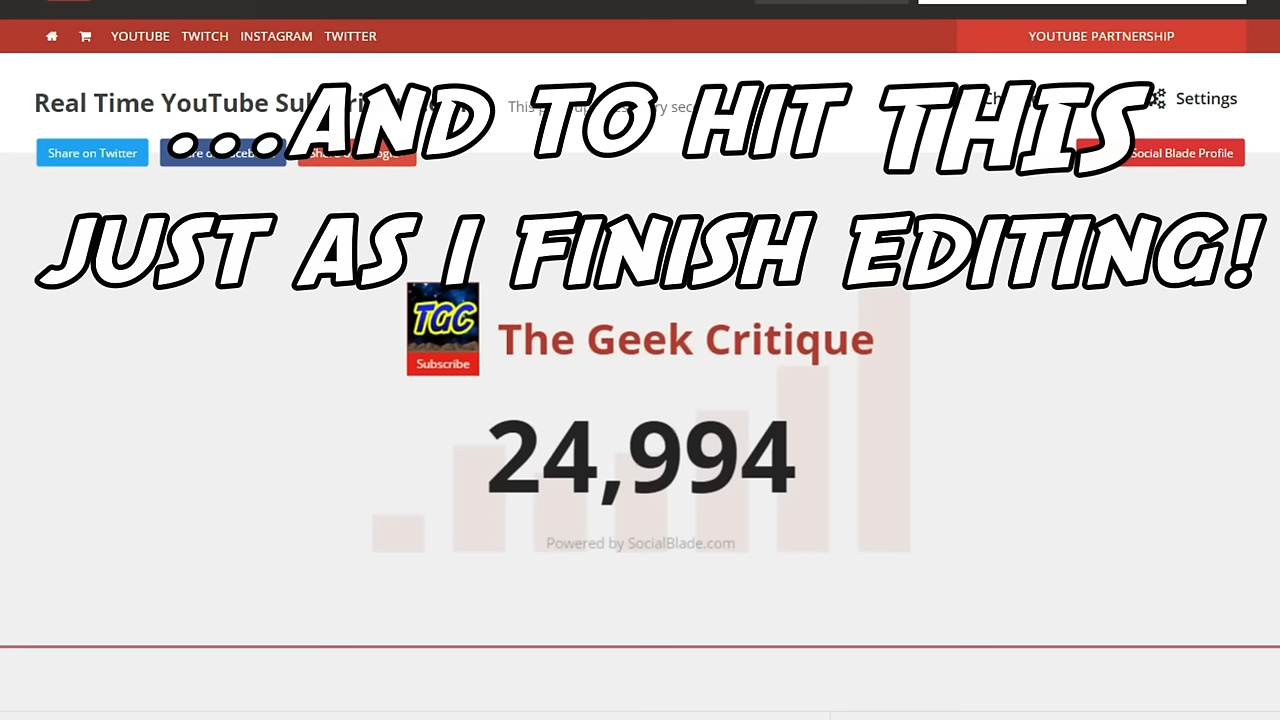 YOUTUBE TWITCH INSTAGRAM TWITTER
YOUTUBE PARTNERSHIP
Real Time YouTube
Settings
...AND TO HIT THIS
Share on Twitter
Social Blade Profile
JUST AS I FINISH EDITING!
TGC
Subscribe
The Geek Critique
24,994
Powered by SocialBlade.com